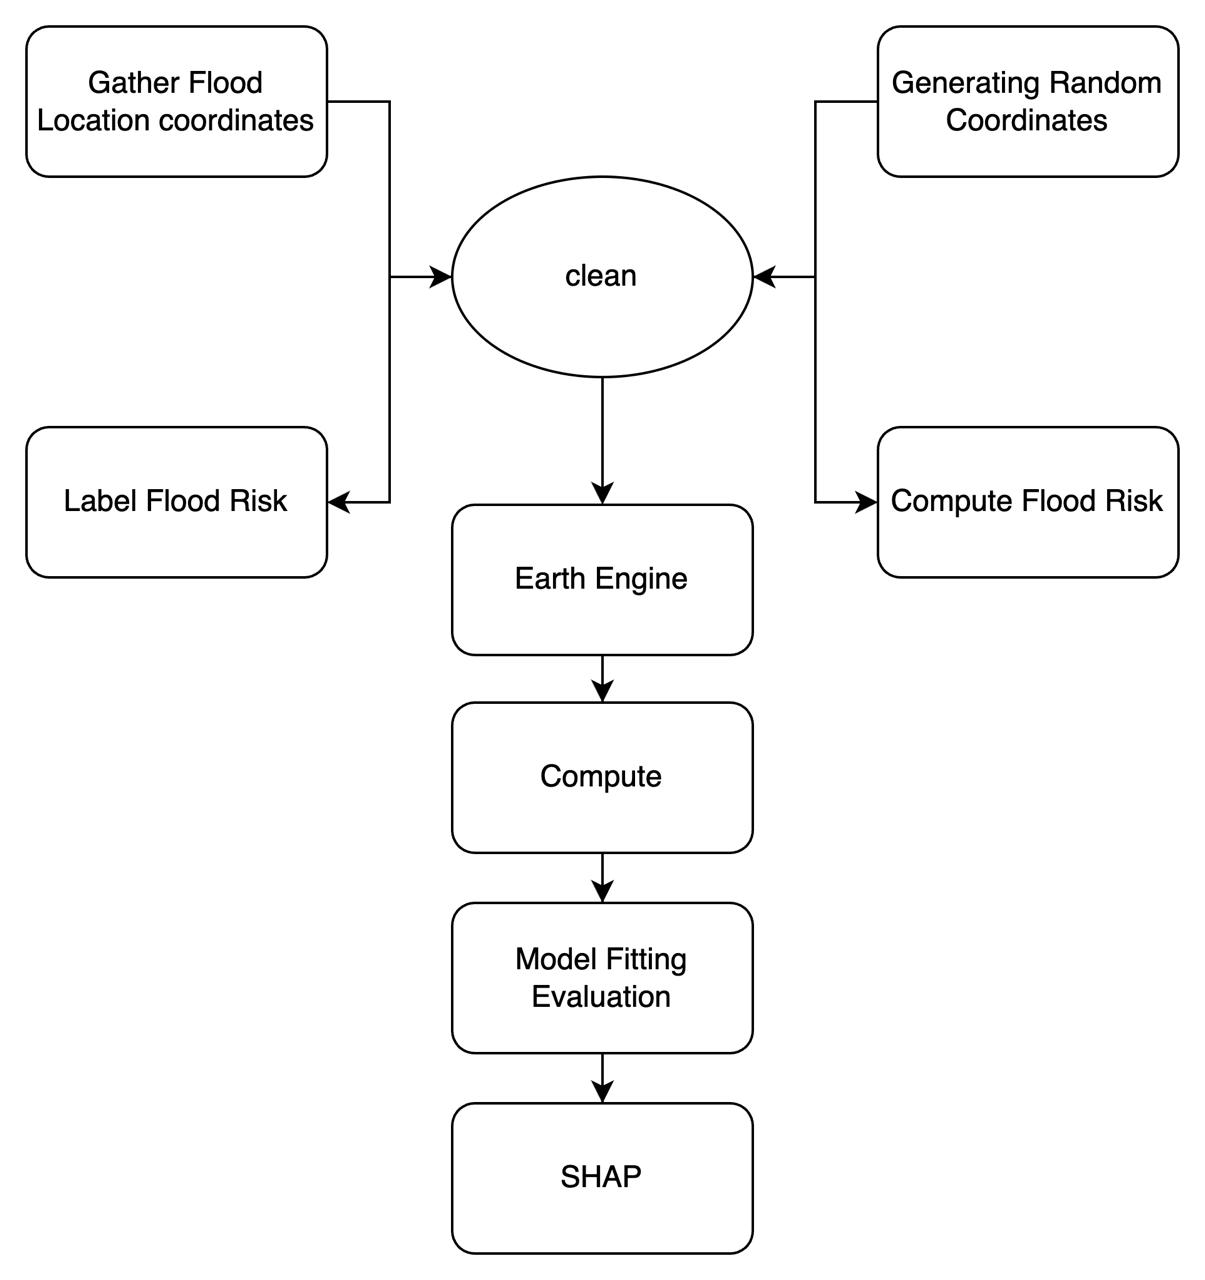 Gather Flood
Location coordinates
Generating Random
Coordinates
clean
Label Flood Risk
Compute Flood Risk
Earth Engine
Compute
Model Fitting
Evaluation
SHAP